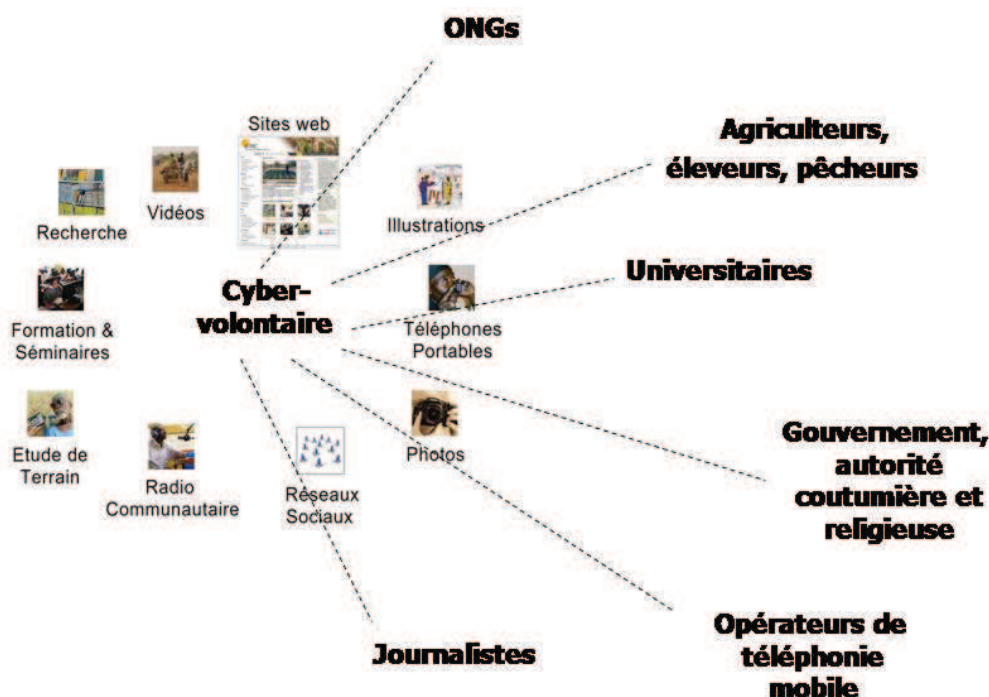 ONGs
Sites web
Agriculteurs,
éleveurs, pêcheurs
Vidéos
Recherche
Illustrations
Universitaires
Cyber-
volontaire
Formation &
Séminaires
Téléphones
Portables
Gouvernement,
autorité
coutumière et
religieuse
Etude de
Terrain
Radio
Communautaire
Réseaux
Sociaux
Photos
Journalistes
Opérateurs de
téléphonie
mobile